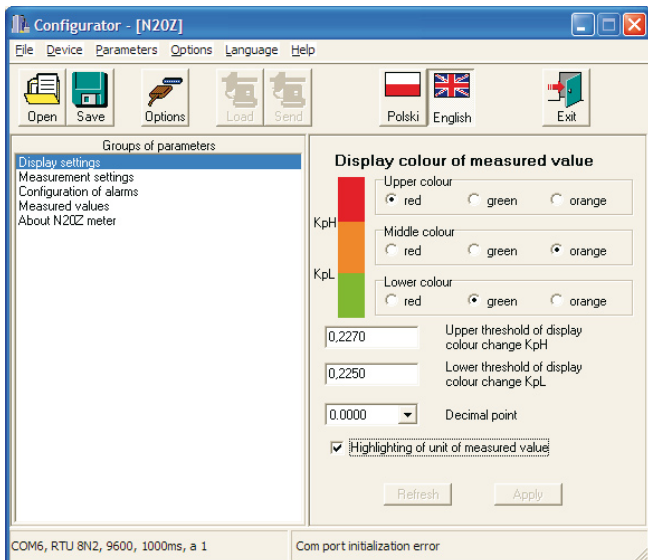 Configurator - [N20Z]
File Device Parameters Options Language Help
Open Save Options Load Send Polski English Exit
Groups of parameters
Display settings
Measurement settings
Configuration of alarms
Measured values
About N20Z meter
Display colour of measured value
Upper colour
red green orange
KpH
Middle colour
red green orange
KpL
Lower colour
red green orange
0,2270 Upper threshold of display
colour change KpH
0,2250 Lower threshold of display
colour change KpL
0.0000 Decimal point
Highlighting of unit of measured value
Refresh Apply
COM6, RTU 8N2, 9600, 1000ms, a 1 Com port initialization error